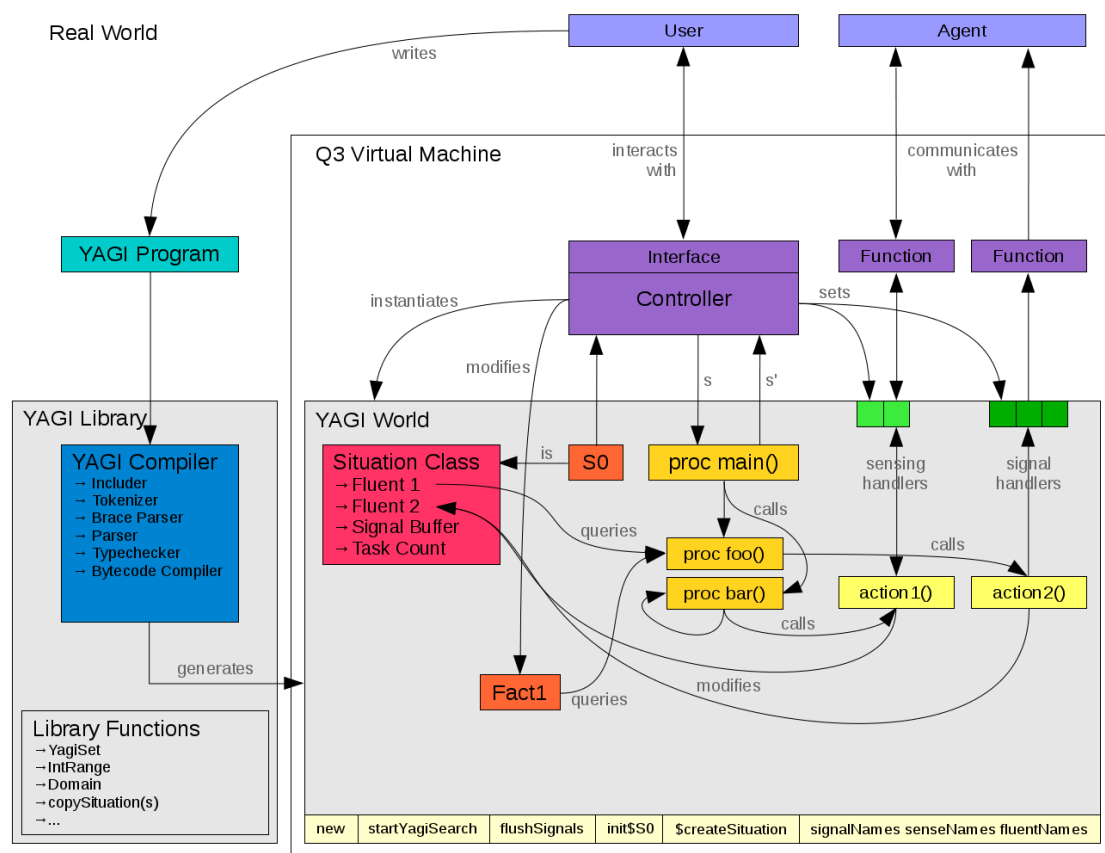 Real World
User
Agent
writes
Q3 Virtual Machine
interacts
with
communicates
with
YAGI Program
Interface
Controller
Function
Function
instantiates
sets
modifies
s
s'
YAGI Library
YAGI World
YAGI Compiler
→ Includer
→ Tokenizer
→ Brace Parser
→ Parser
→ Typechecker
→ Bytecode Compiler
Situation Class
→Fluent 1
→Fluent 2
→Signal Buffer
→Task Count
is
S0
proc main()
sensing
handlers
signal
handlers
calls
queries
proc foo()
calls
proc bar()
action1()
action2()
calls
generates
Fact1
queries
modifies
Library Functions
→YagiSet
→IntRange
→Domain
→copySituation(s)
→...
new
startYagiSearch
flushSignals
init$S0
$createSituation
signalNames senseNames fluentNames